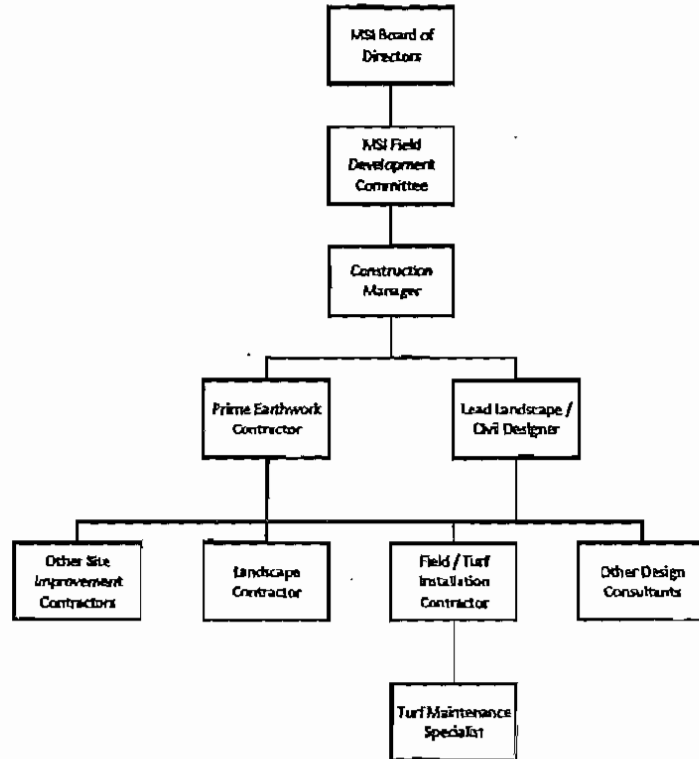 MSI Board of
Directors
MSI Field
Development
Committee
Construction
Manager
Prime Earthwork
Contractor
Lead Landscape /
Civil Designer
Other Site
Improvement
Contractors
Landscape
Contractor
Field / Turf
Installation
Contractor
Other Design
Consultants
Turf Maintenance
Specialist